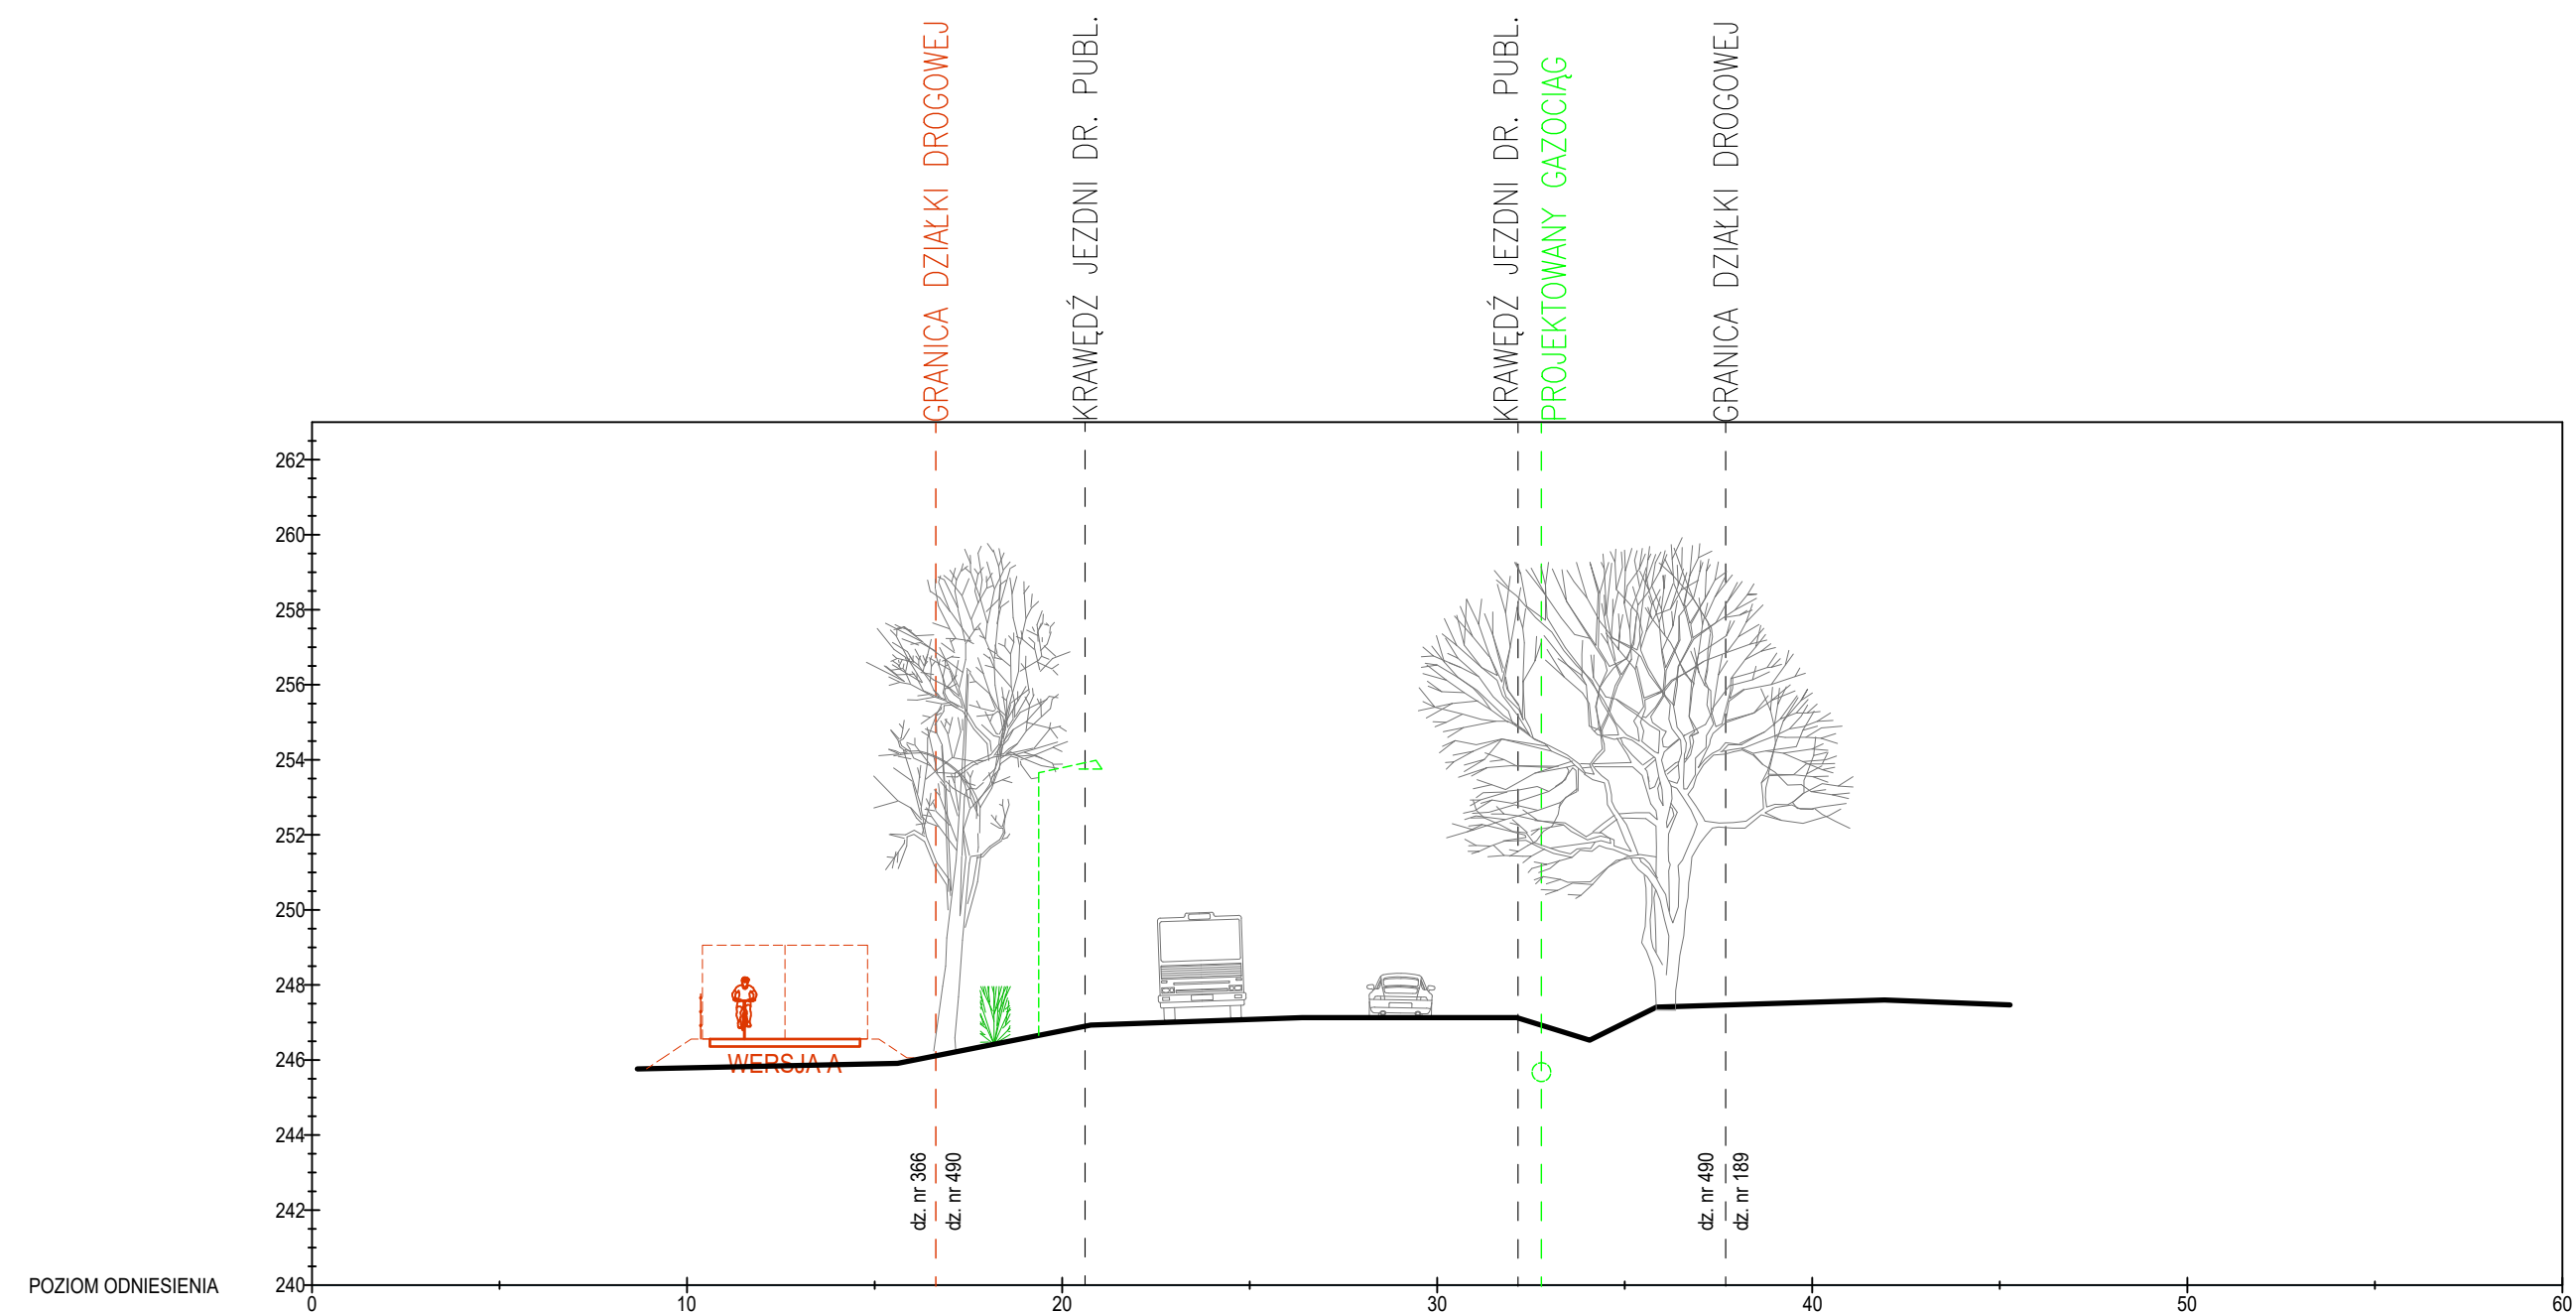 GRANICA DZIAŁKI DROGOWEJ
KRAWĘDŹ JEZDNI DR. PUBL.
KRAWĘDŹ JEZDNI DR. PUBL.
PROJEKTOWANY GAZOCIĄG
GRANICA DZIAŁKI DROGOWEJ
262
260
258
256
254
252
250
248
246
244
242
240
WERSJA A
dz. nr 366
dz. nr 490
dz. nr 490
dz. nr 189
POZIOM ODNIESIENIA
0
10
20
30
40
50
60